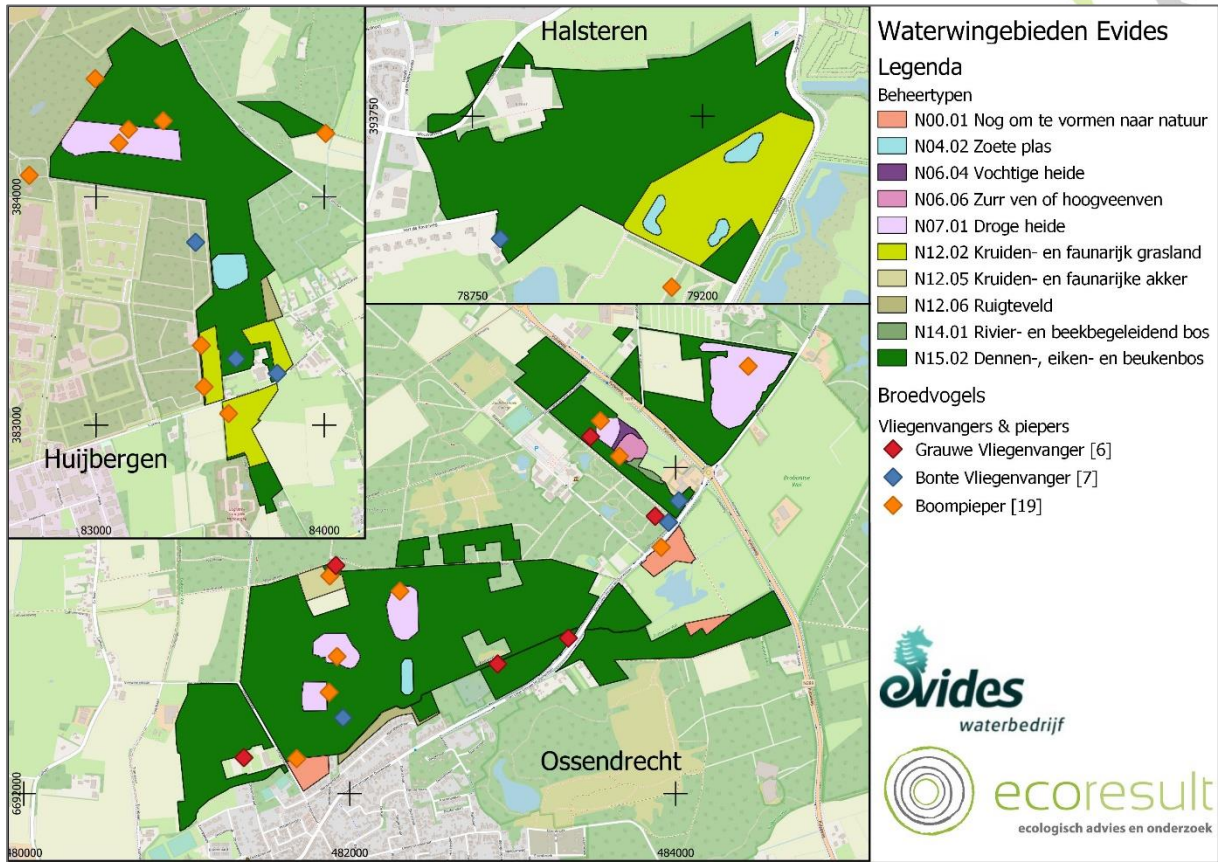 Huijbergen
384000
383000
83000
84000
Halsteren
393750
78750
79200
Ossendrecht
6692000
480000
482000
484000
Waterwingebieden Evides
Legenda
Beheertypen
N00.01 Nog om te vormen naar natuur
N04.02 Zoete plas
N06.04 Vochtige heide
N06.06 Zurr ven of hoogveenven
N07.01 Droge heide
N12.02 Kruiden- en faunarijk grasland
N12.05 Kruiden- en faunarijke akker
N12.06 Ruigteveld
N14.01 Rivier- en beekbegeleidend bos
N15.02 Dennen-, eiken- en beukenbos
Broedvogels
Vliegenvangers & piepers
Grauwe Vliegenvanger [6]
Bonte Vliegenvanger [7]
Boompieper [19]
evides
waterbedrijf
ecoresult
ecologisch advies en onderzoek